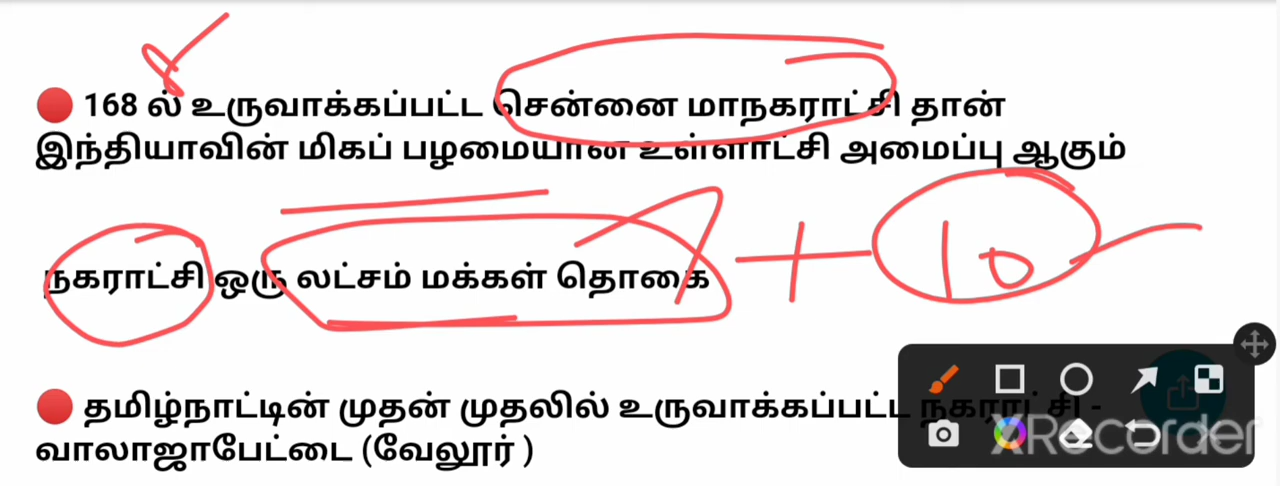 8
🔴 168 ல் உருவாக்கப்பட்ட சென்னை மாநகராட்சி தான்
இந்தியாவின் மிகப் பழமையான உள்ளாட்சி அமைப்பு ஆகும்
நகராட்சி ஒரு லட்சம் மக்கள் தொகை + 10
🔴 தமிழ்நாட்டின் முதன் முதலில் உருவாக்கப்பட்ட நகராட்சி -
வாலாஜாபேட்டை (வேலூர் )
XRecorder